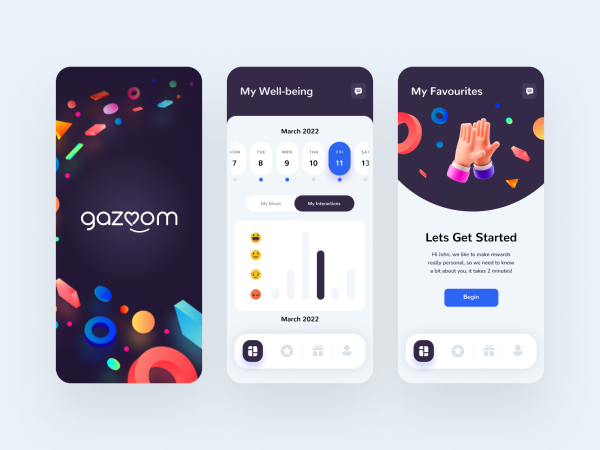 gazoom
My Well-being
March 2022
MON TUE WED THU FRI SAT
7 8 9 10 11 13
My Mood My Interactions
March 2022
My Favourites
Lets Get Started
Hi John, we like to make rewards
really personal, so we need to know
a bit about you, it takes 2 minutes!
Begin